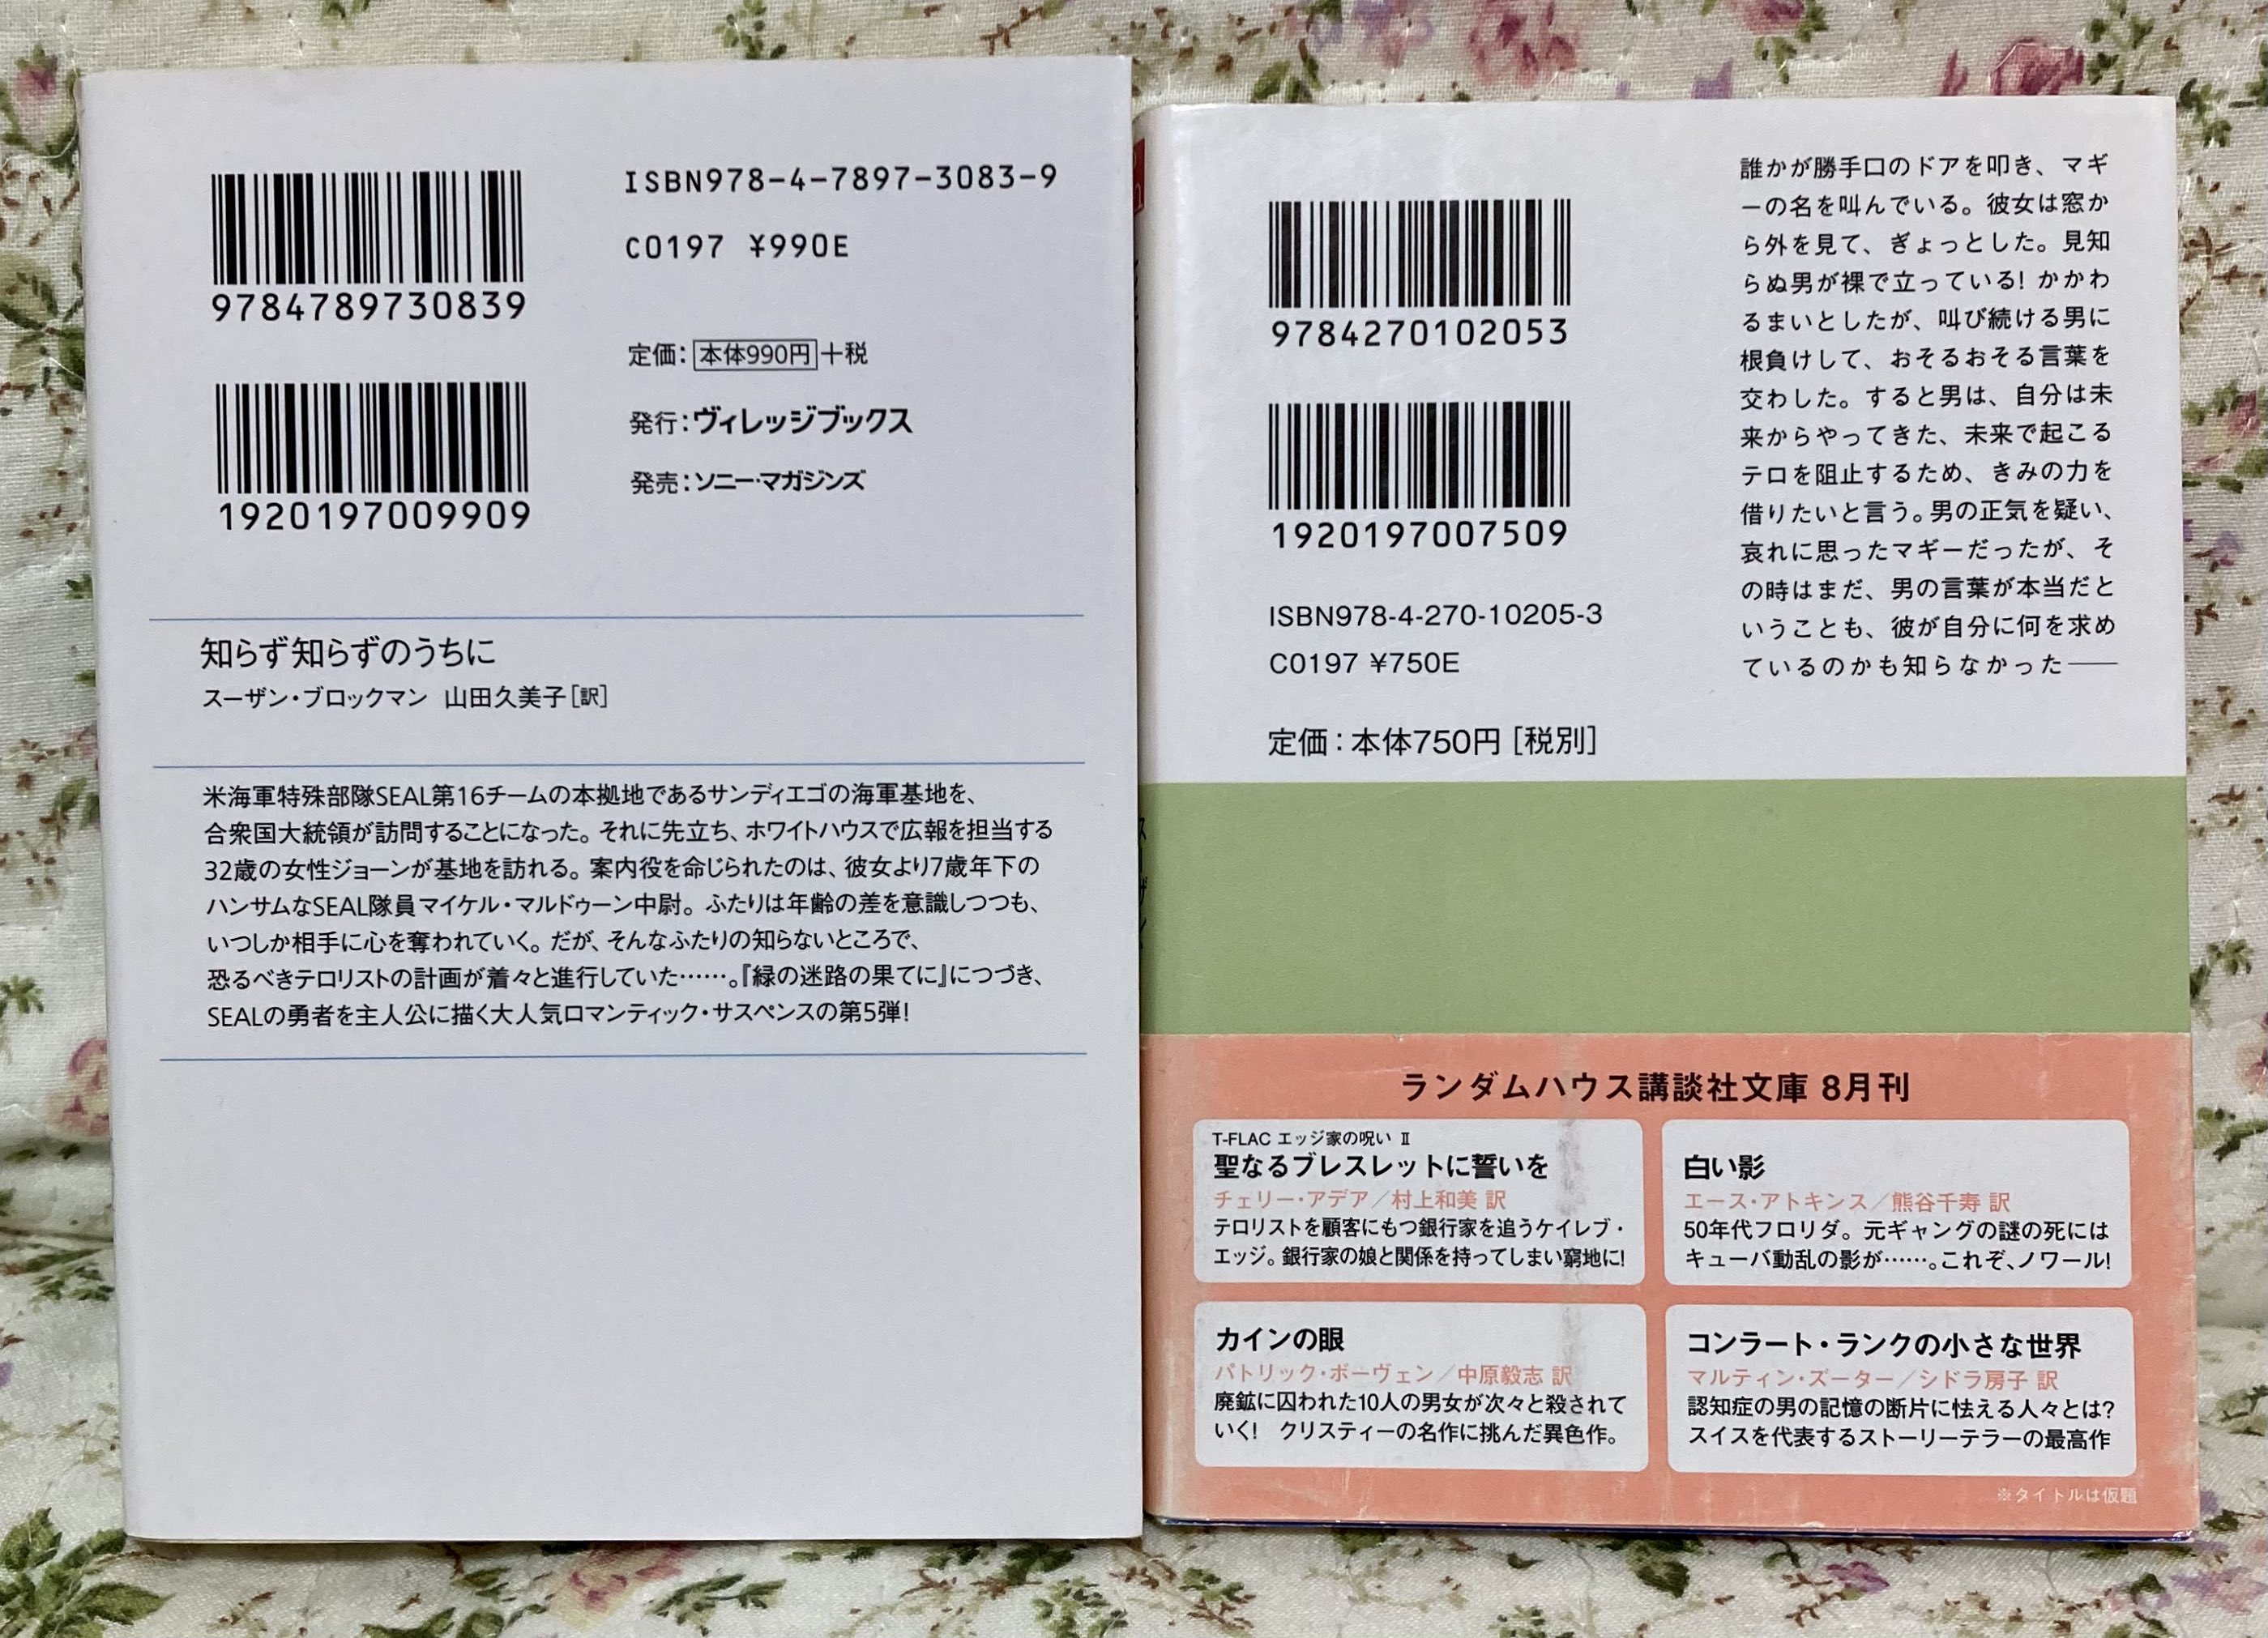 9784789730839
1920197009909
ISBN978-4-7897-3083-9
C0197 ¥990E
定価：本体990円＋税
発行：ヴィレッジブックス
発売：ソニー・マガジンズ
知らず知らずのうちに
スーザン・ブロックマン 山田久美子［訳］
米海軍特殊部隊SEAL第16チームの本拠地であるサンディエゴの海軍基地を、
合衆国大統領が訪問することになった。それに先立ち、ホワイトハウスで広報を担当する
32歳の女性ジョーンが基地を訪れる。案内役を命じられたのは、彼女より7歳年下の
ハンサムなSEAL隊員マイケル・マルドゥーン中尉。ふたりは年齢の差を意識しつつも、
いつしか相手に心を奪われていく。だが、そんなふたりの知らないところで、
恐るべきテロリストの計画が着々と進行していた……。『緑の迷路の果てに』につづき、
SEALの勇者を主人公に描く大人気ロマンティック・サスペンスの第5弾！
9784270102053
1920197007509
ISBN978-4-270-10205-3
C0197 ¥750E
定価：本体750円［税別］
誰かが勝手口のドアを叩き、マギ
ーの名を叫んでいる。彼女は窓か
ら外を見て、ぎょっとした。見知
らぬ男が裸で立っている！かかわ
るまいとしたが、叫び続ける男に
根負けして、おそるおそる言葉を
交わした。すると男は、自分は未
来からやってきた、未来で起こる
テロを阻止するため、きみの力を
借りたいと言う。男の正気を疑い、
哀れに思ったマギーだったが、そ
の時はまだ、男の言葉が本当だと
いうことも、彼が自分に何を求め
ているのかも知らなかった――
ランダムハウス講談社文庫 8月刊
T-FLAC エッジ家の呪い Ⅱ
聖なるブレスレットに誓いを
チェリー・アデア／村上和美 訳
テロリストを顧客にもつ銀行家を追うケイレブ・
エッジ。銀行家の娘と関係を持ってしまい窮地に！
白い影
エース・アトキンス／熊谷千寿 訳
50年代フロリダ。元ギャングの謎の死には
キューバ動乱の影が……。これぞ、ノワール！
カインの眼
パトリック・ボーヴェン／中原毅志 訳
廃鉱に囚われた10人の男女が次々と殺されて
いく！ クリスティーの名作に挑んだ異色作。
コンラート・ランクの小さな世界
マルティン・ズーター／シドラ房子 訳
認知症の男の記憶の断片に怯える人々とは？
スイスを代表するストーリーテラーの最高作
※タイトルは仮題